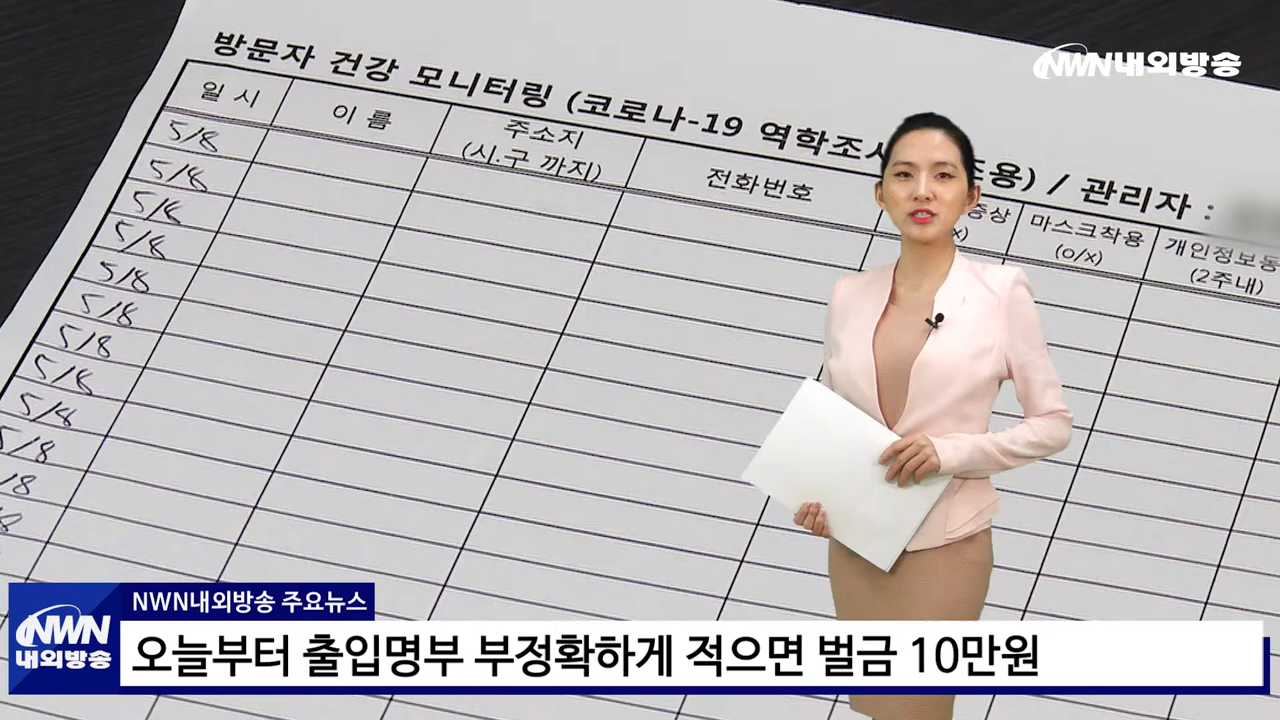 방문자 건강 모니터링 (코로나-19 역학조사 용) / 관리자 :
NWN내외방송
일 시
이 름
주소지
(시.구 까지)
전화번호
증상
x)
마스크착용
(o/x)
개인정보동
(2주내)
5/8
5/8
5/8
5/8
5/8
5/8
5/8
5/8
5/8
5/8
/8
NWN내외방송 주요뉴스
NWN
내외방송
오늘부터 출입명부 부정확하게 적으면 벌금 10만원